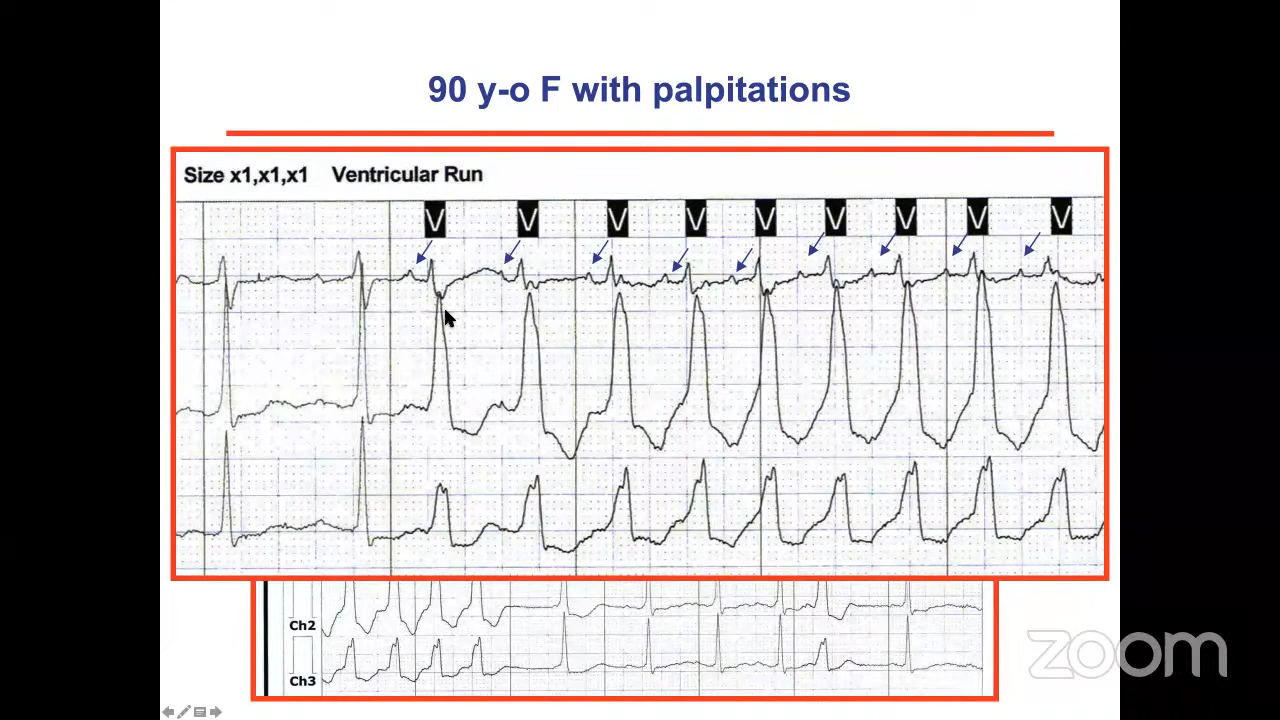 90 y-o F with palpitations
Size x1,x1,x1 Ventricular Run
V V V V V V V V V
Ch2
Ch3
zoom